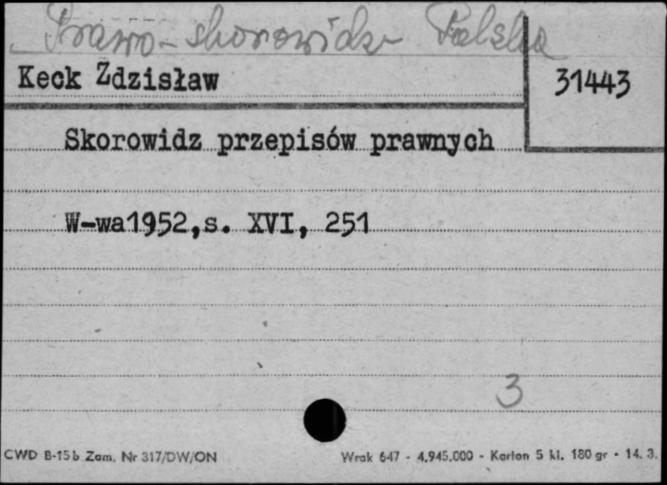 Prawo - skorowidze Polska
Keck Zdzisław
31443
Skorowidz przepisów prawnych
W-wa1952,s. XVI, 251
3
CWD B-15b Zam. Nr 317/DW/ON
Wrak 647 - 4.945.000 - Karton 5 kl. 180 gr - 14. 3.